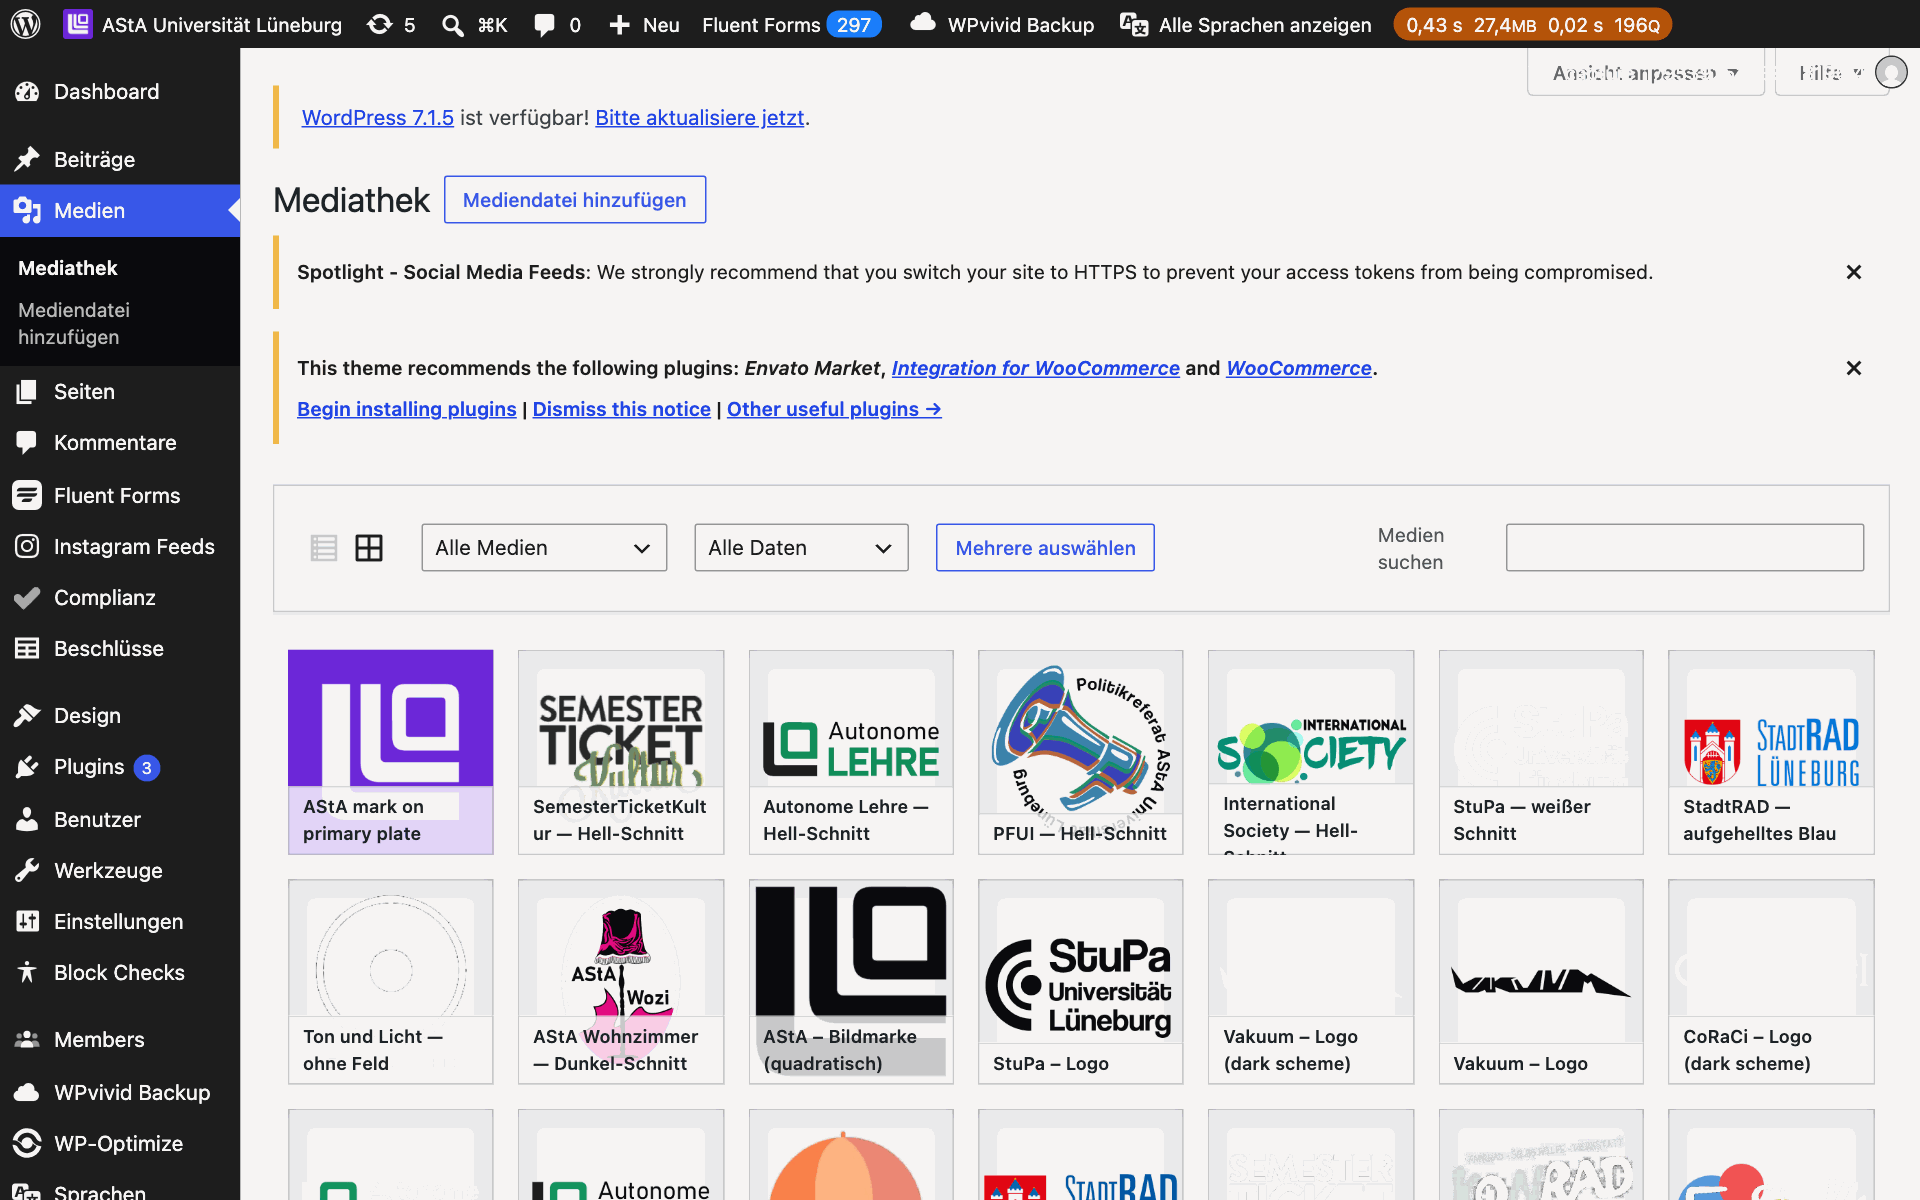 AStA Universität Lüneburg
5
⌘K
0
Neu
Fluent Forms 297
WPvivid Backup
Alle Sprachen anzeigen
0,43 s 27,4MB 0,02 s 196Q
Dashboard
Beiträge
Medien
Mediathek
Mediendatei
hinzufügen
Seiten
Kommentare
Fluent Forms
Instagram Feeds
Complianz
Beschlüsse
Design
Plugins 3
Benutzer
Werkzeuge
Einstellungen
Block Checks
Members
WPvivid Backup
WP-Optimize
Sprachen
Ansicht anpassen
Hilfe
WordPress 7.1.5 ist verfügbar! Bitte aktualisiere jetzt.
Mediathek
Mediendatei hinzufügen
Spotlight - Social Media Feeds: We strongly recommend that you switch your site to HTTPS to prevent your access tokens from being compromised.
This theme recommends the following plugins: Envato Market, Integration for WooCommerce and WooCommerce.
Begin installing plugins | Dismiss this notice | Other useful plugins →
Alle Medien
Alle Daten
Mehrere auswählen
Medien
suchen
AStA mark on
primary plate
SEMESTER
TICKET
Kultur
SemesterTicketKult
ur — Hell-Schnitt
Autonome
LEHRE
Autonome Lehre —
Hell-Schnitt
Politikreferat AStA Universität Lüneburg
PFUI — Hell-Schnitt
INTERNATIONAL
SOCIETY
International
Society — Hell-
Schnitt
StuPa — weißer
Schnitt
STADTRAD
LÜNEBURG
StadtRAD —
aufgehelltes Blau
Ton und Licht —
ohne Feld
AStA
Wozi
AStA Wohnzimmer
— Dunkel-Schnitt
AStA – Bildmarke
(quadratisch)
StuPa
Universität
Lüneburg
StuPa – Logo
Vakuum – Logo
(dark scheme)
VAKUUM
Vakuum – Logo
CoRaCi – Logo
(dark scheme)
Autonome
STADTRAD
SEMESTER
KONRAD